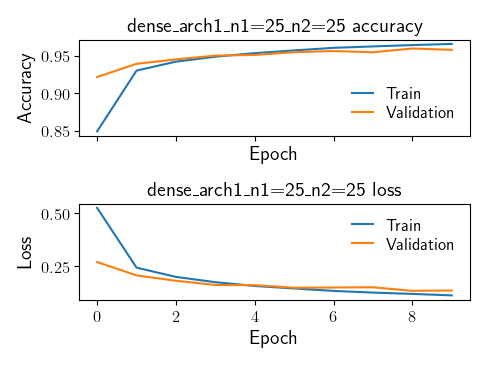 dense_arch1_n1=25_n2=25 accuracy
Accuracy
0.95
0.90
0.85
Train
Validation
Epoch
dense_arch1_n1=25_n2=25 loss
Loss
0.50
0.25
Train
Validation
0 2 4 6 8
Epoch